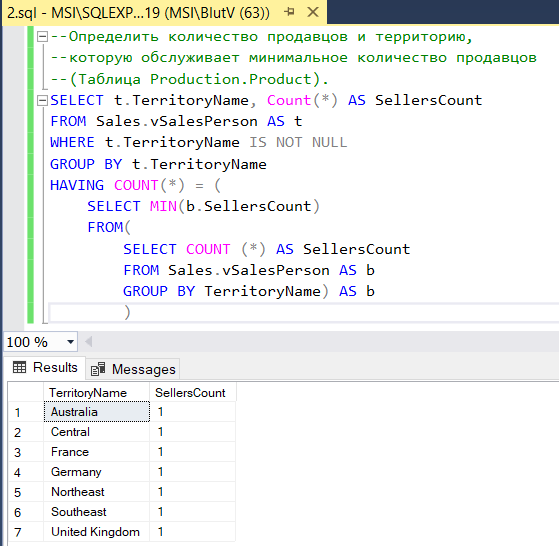 2.sql - MSI\SQLEXP...19 (MSI\BlutV (63))
--Определить количество продавцов и территорию,
--которую обслуживает минимальное количество продавцов
--(Таблица Production.Product).
SELECT t.TerritoryName, Count(*) AS SellersCount
FROM Sales.vSalesPerson AS t
WHERE t.TerritoryName IS NOT NULL
GROUP BY t.TerritoryName
HAVING COUNT(*) = (
SELECT MIN(b.SellersCount)
FROM(
SELECT COUNT (*) AS SellersCount
FROM Sales.vSalesPerson AS b
GROUP BY TerritoryName) AS b
)
100 %
Results Messages
TerritoryName SellersCount
1 Australia 1
2 Central 1
3 France 1
4 Germany 1
5 Northeast 1
6 Southeast 1
7 United Kingdom 1